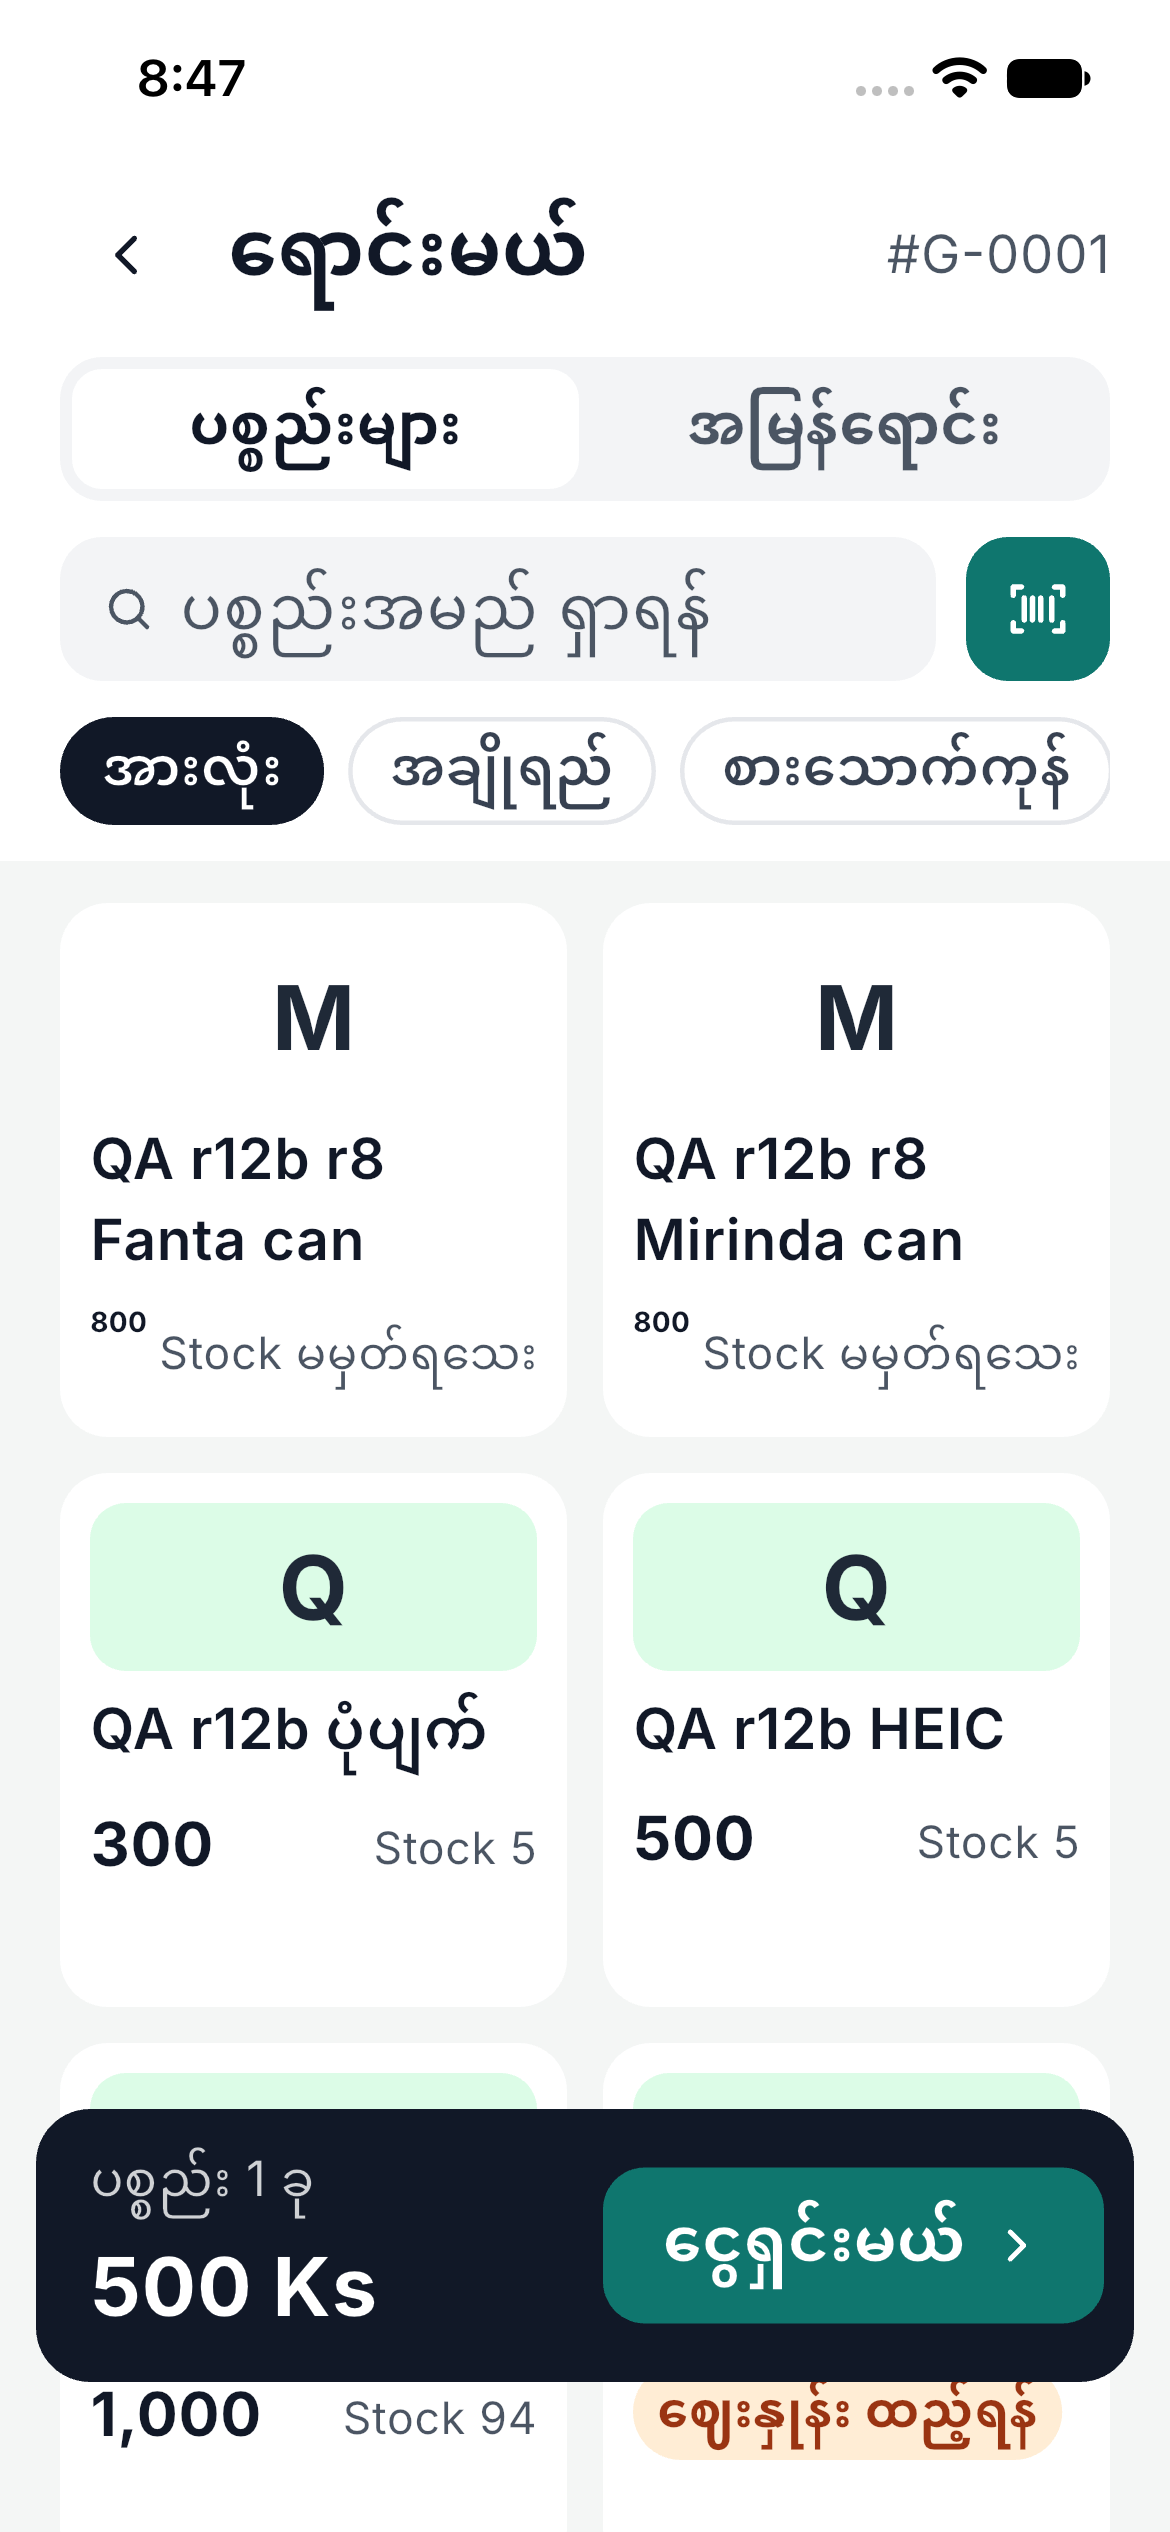 8:47
ရောင်းမယ်
#G-0001
ပစ္စည်းများ
အမြန်ရောင်း
ပစ္စည်းအမည် ရှာရန်
အားလုံး
အချိုရည်
စားသောက်ကုန်
M
QA r12b r8
Fanta can
800
Stock မမှတ်ရသေး
M
QA r12b r8
Mirinda can
800
Stock မမှတ်ရသေး
Q
QA r12b ပုံပျက်
300
Stock 5
Q
QA r12b HEIC
500
Stock 5
ပစ္စည်း 1 ခု
500 Ks
ငွေရှင်းမယ်
1,000
Stock 94
ဈေးနှုန်း ထည့်ရန်